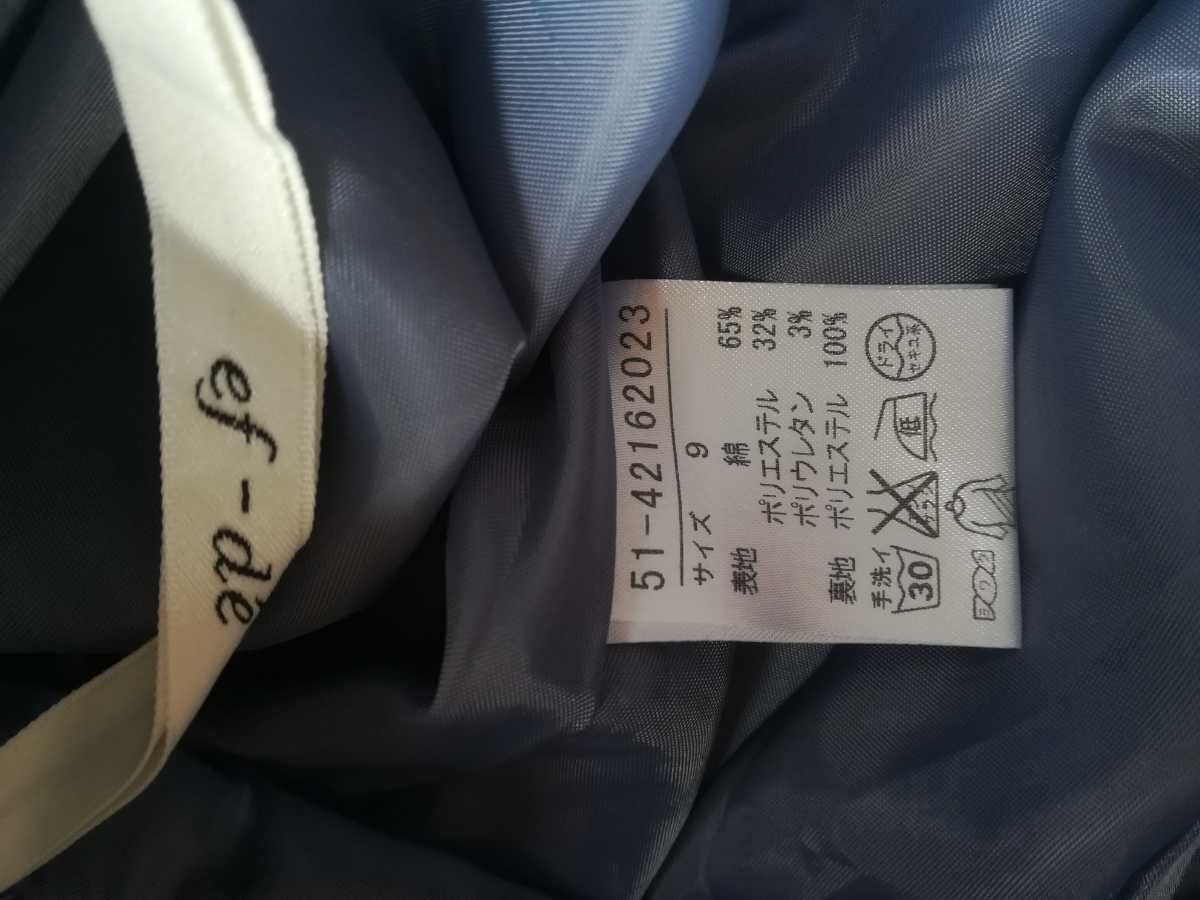 ef-de
51-42162023
サイズ 9
表地 綿 65%
ポリエステル 32%
ポリウレタン 3%
裏地 ポリエステル 100%
手洗イ
30
低
ドライ
セキユ系